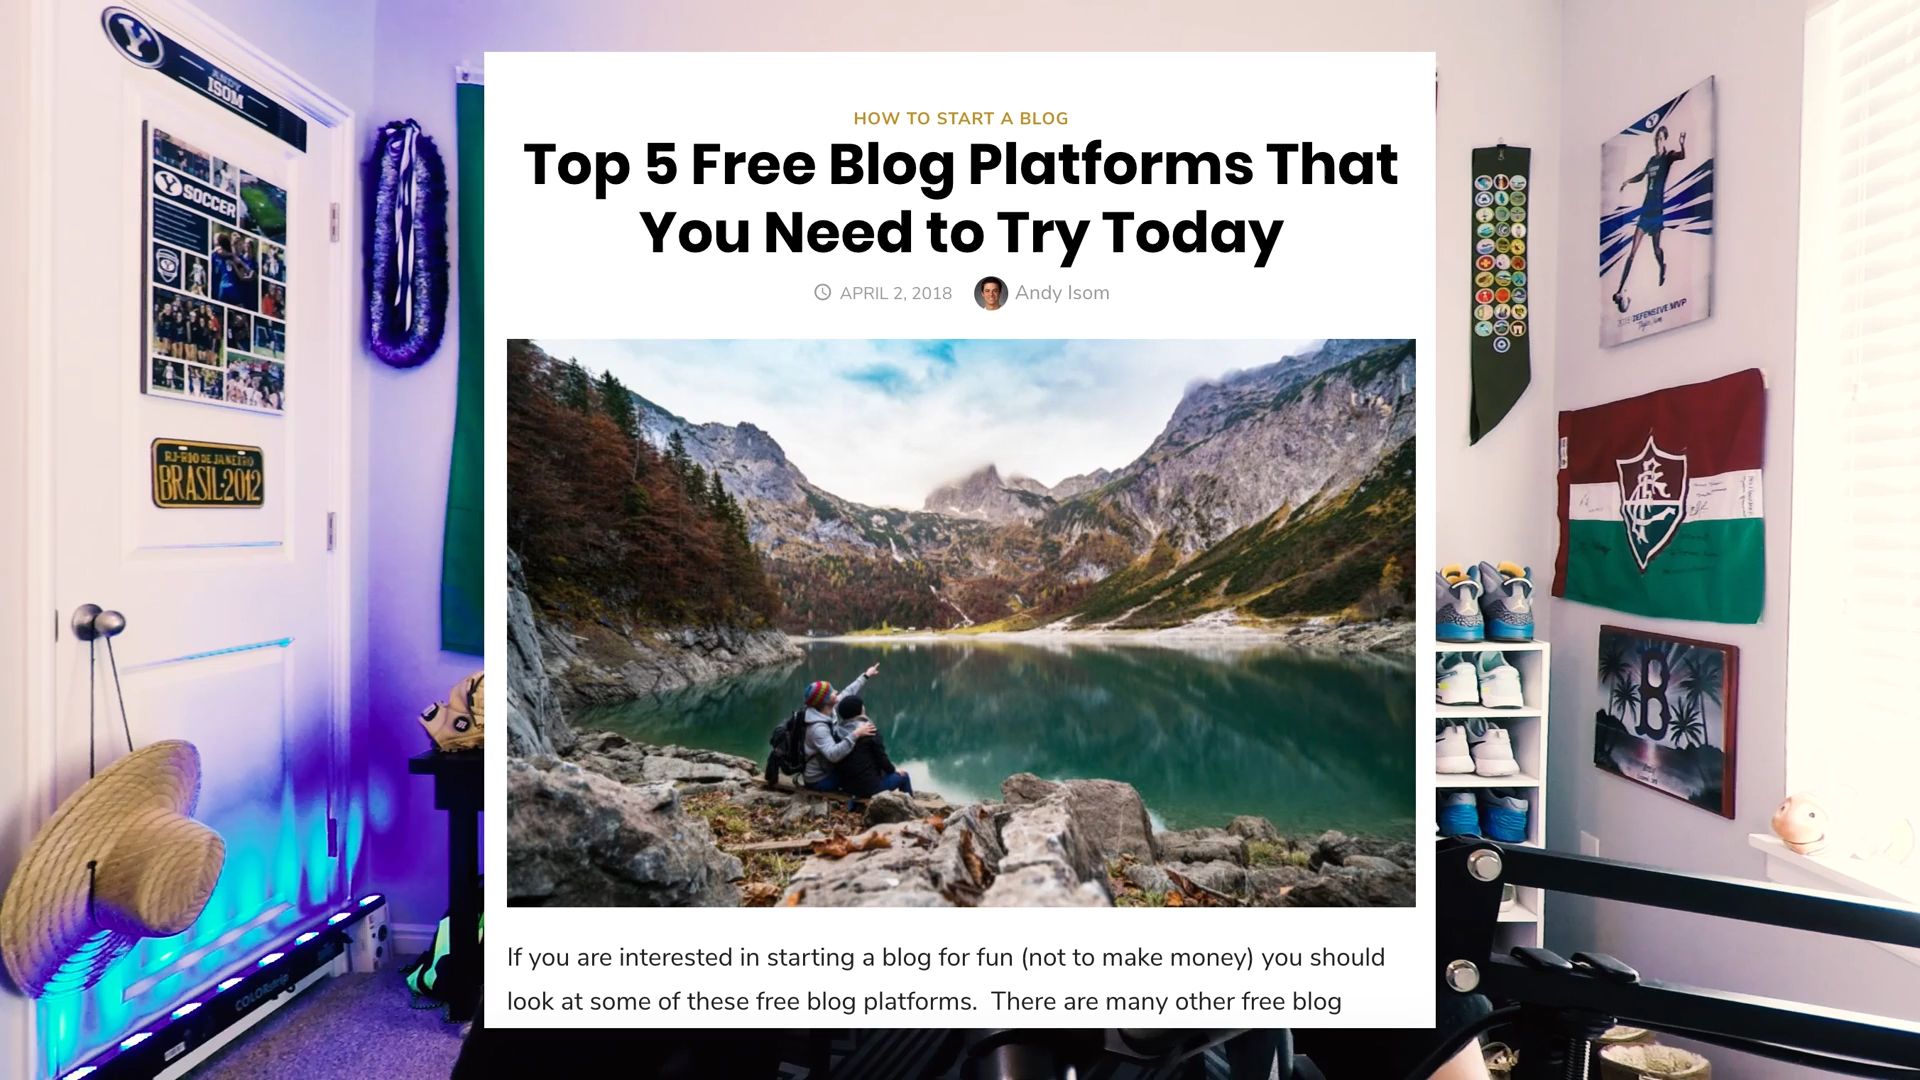 Y
ANDY
ISOM
Y SOCCER
RJ-RIO DE JANEIRO
BRASIL·2012
COLORstrip
HOW TO START A BLOG
Top 5 Free Blog Platforms That
You Need to Try Today
APRIL 2, 2018 Andy Isom
If you are interested in starting a blog for fun (not to make money) you should
look at some of these free blog platforms. There are many other free blog
DEFENSIVE MVP
B